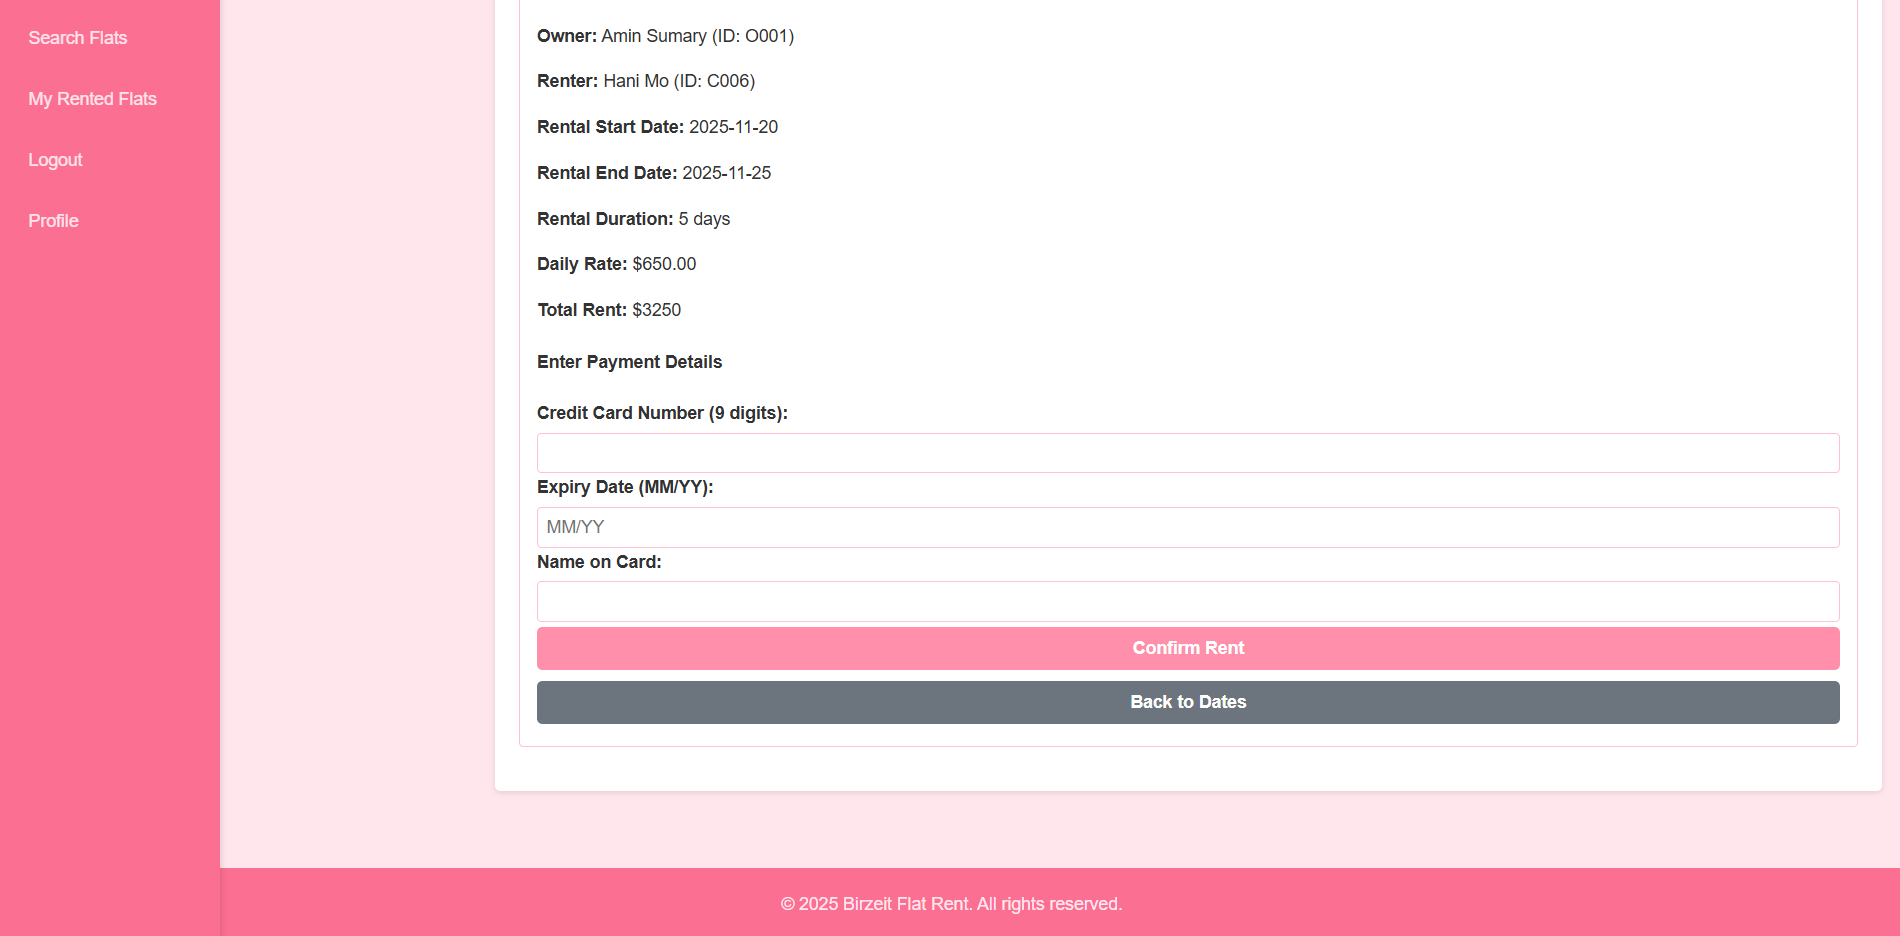 Search Flats
My Rented Flats
Logout
Profile
Owner: Amin Sumary (ID: O001)
Renter: Hani Mo (ID: C006)
Rental Start Date: 2025-11-20
Rental End Date: 2025-11-25
Rental Duration: 5 days
Daily Rate: $650.00
Total Rent: $3250
Enter Payment Details
Credit Card Number (9 digits):
Expiry Date (MM/YY):
MM/YY
Name on Card:
Confirm Rent
Back to Dates
© 2025 Birzeit Flat Rent. All rights reserved.